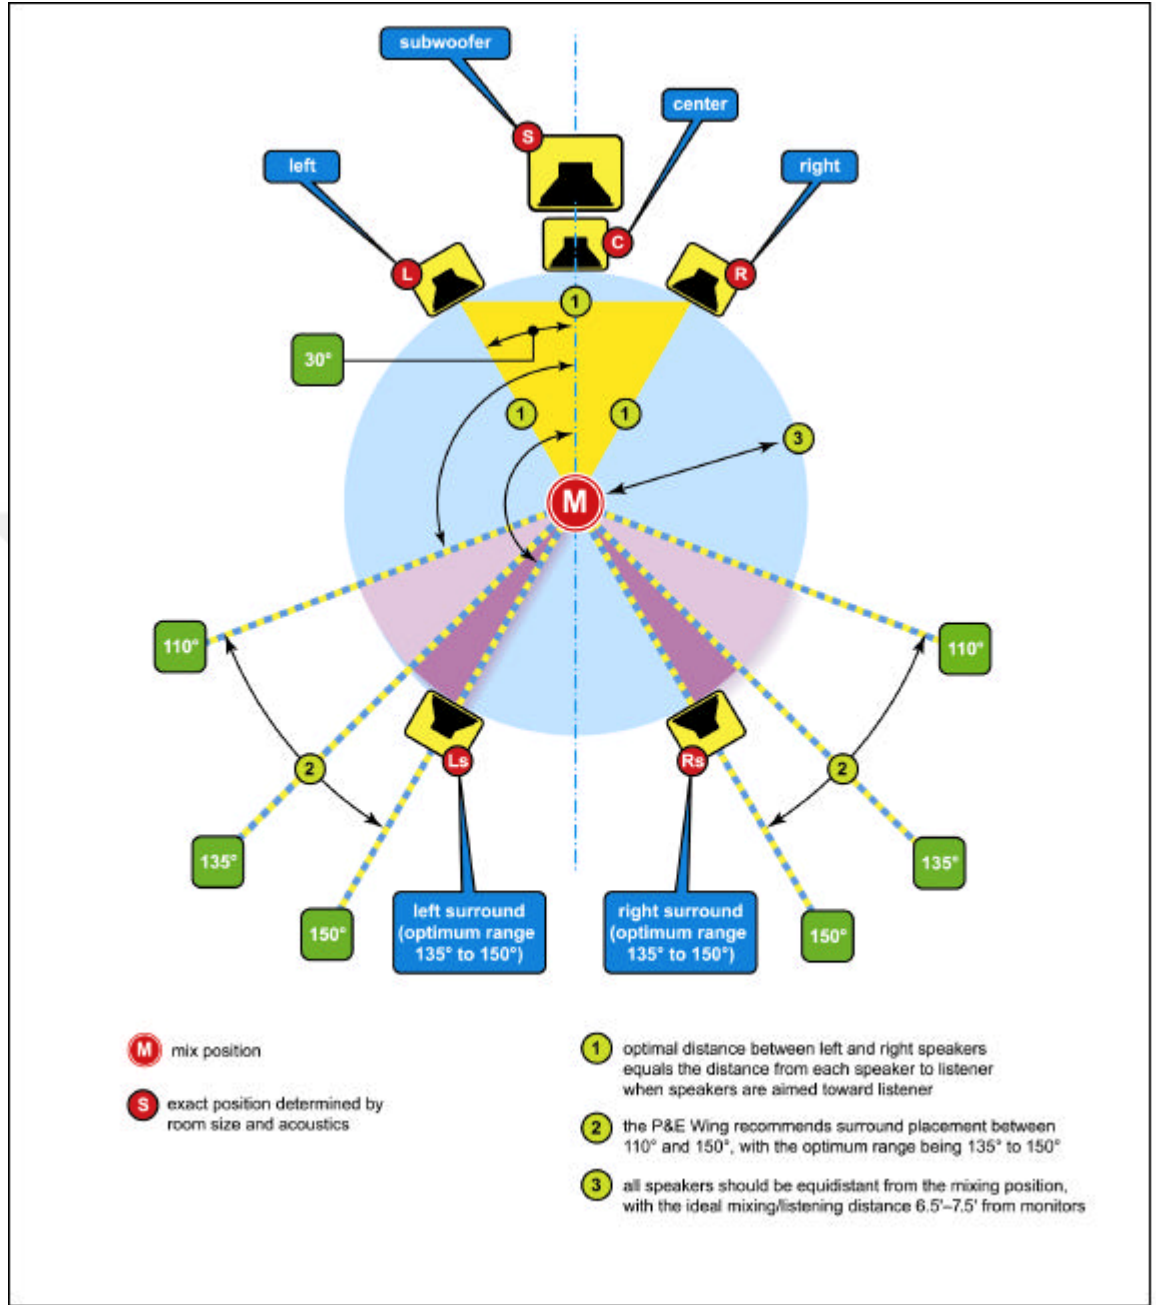 subwoofer
S
center
left
right
C
L
R
1
30°
1
1
3
M
110°
110°
2
2
Ls
Rs
135°
135°
left surround
(optimum range
135° to 150°)
right surround
(optimum range
135° to 150°)
150°
150°
M mix position
S exact position determined by
room size and acoustics
1 optimal distance between left and right speakers
equals the distance from each speaker to listener
when speakers are aimed toward listener
2 the P&E Wing recommends surround placement between
110° and 150°, with the optimum range being 135° to 150°
3 all speakers should be equidistant from the mixing position,
with the ideal mixing/listening distance 6.5'–7.5' from monitors